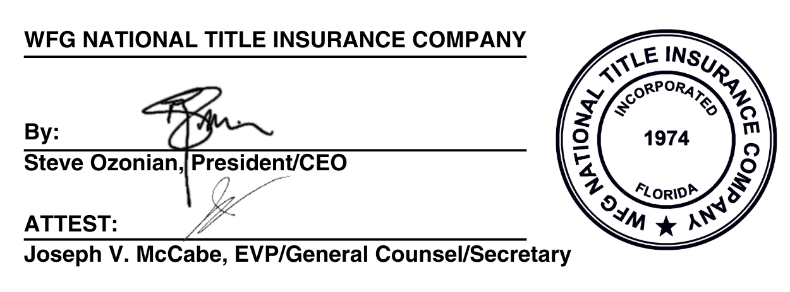 WFG NATIONAL TITLE INSURANCE COMPANY
By:
Steve Ozonian, President/CEO
ATTEST:
Joseph V. McCabe, EVP/General Counsel/Secretary
WFG NATIONAL TITLE INSURANCE COMPANY
INCORPORATED
1974
FLORIDA